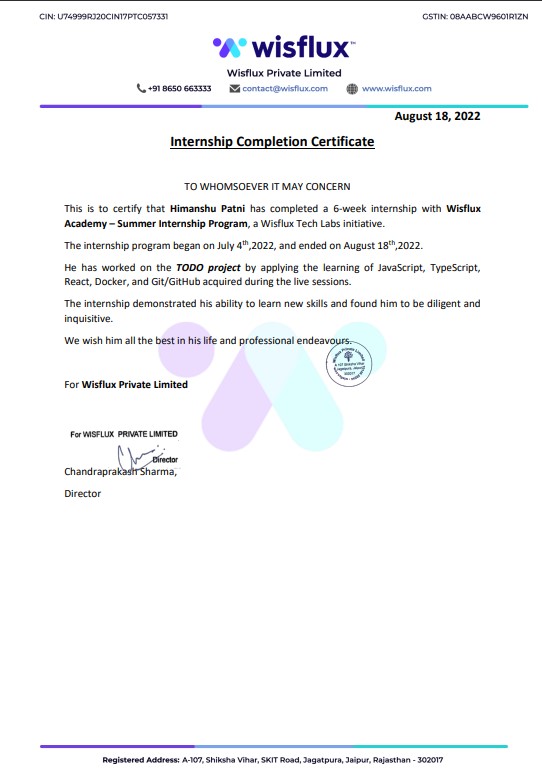 CIN: U74999RJ20CIN17PTC057331 GSTIN: 08AABCW9601R1ZN
wisflux™
Wisflux Private Limited
+91 8650 663333 contact@wisflux.com www.wisflux.com
August 18, 2022
Internship Completion Certificate
TO WHOMSOEVER IT MAY CONCERN
This is to certify that Himanshu Patni has completed a 6-week internship with Wisflux
Academy – Summer Internship Program, a Wisflux Tech Labs initiative.
The internship program began on July 4th,2022, and ended on August 18th,2022.
He has worked on the TODO project by applying the learning of JavaScript, TypeScript,
React, Docker, and Git/GitHub acquired during the live sessions.
The internship demonstrated his ability to learn new skills and found him to be diligent and
inquisitive.
We wish him all the best in his life and professional endeavours.
Wisflux Private Limited
302017
For Wisflux Private Limited
For WISFLUX PRIVATE LIMITED
Director
Chandraprakash Sharma,
Director
Registered Address: A-107, Shiksha Vihar, SKIT Road, Jagatpura, Jaipur, Rajasthan - 302017